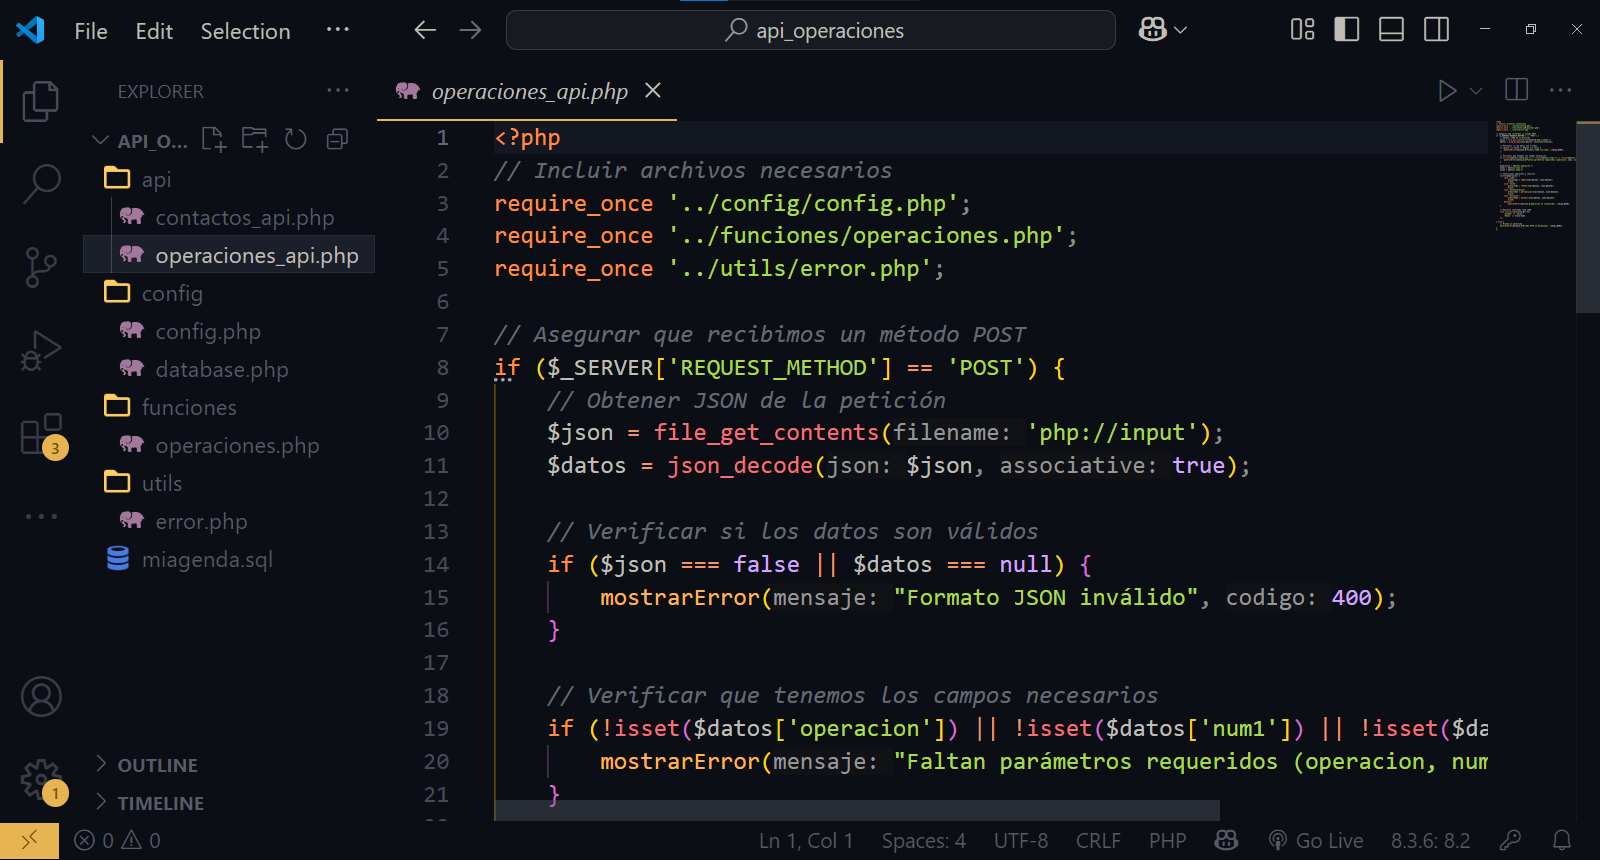 File Edit Selection ··· api_operaciones
EXPLORER ···
operaciones_api.php
API_O...
api
contactos_api.php
operaciones_api.php
config
config.php
database.php
funciones
operaciones.php
utils
error.php
miagenda.sql
OUTLINE
TIMELINE
3
1
1 <?php
2 // Incluir archivos necesarios
3 require_once '../config/config.php';
4 require_once '../funciones/operaciones.php';
5 require_once '../utils/error.php';
6
7 // Asegurar que recibimos un método POST
8 if ($_SERVER['REQUEST_METHOD'] == 'POST') {
9 // Obtener JSON de la petición
10 $json = file_get_contents(filename: 'php://input');
11 $datos = json_decode(json: $json, associative: true);
12
13 // Verificar si los datos son válidos
14 if ($json === false || $datos === null) {
15 mostrarError(mensaje: "Formato JSON inválido", codigo: 400);
16 }
17
18 // Verificar que tenemos los campos necesarios
19 if (!isset($datos['operacion']) || !isset($datos['num1']) || !isset($da
20 mostrarError(mensaje: "Faltan parámetros requeridos (operacion, num
21 }
0 0 Ln 1, Col 1 Spaces: 4 UTF-8 CRLF PHP Go Live 8.3.6: 8.2